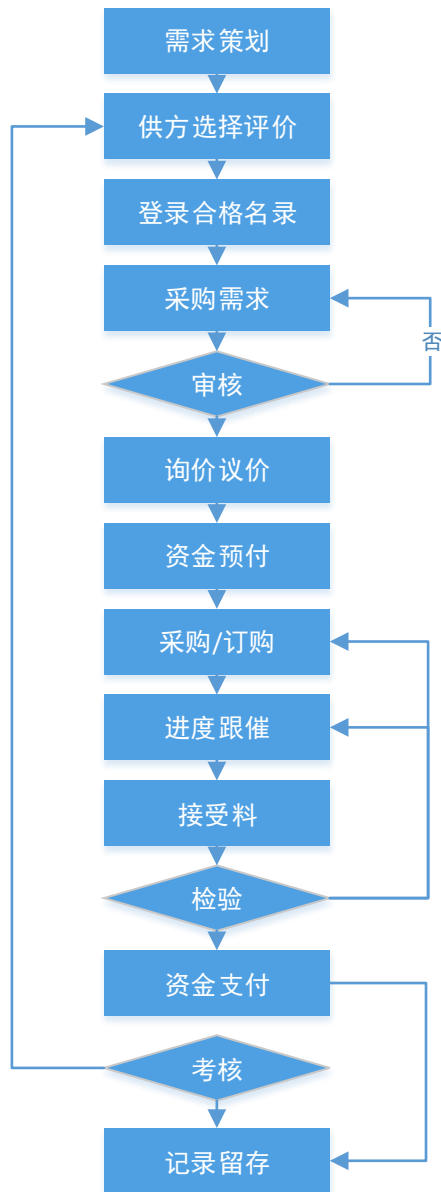 需求策划
供方选择评价
登录合格名录
采购需求
否
审核
询价议价
资金预付
采购/订购
进度跟催
接受料
检验
资金支付
考核
记录留存